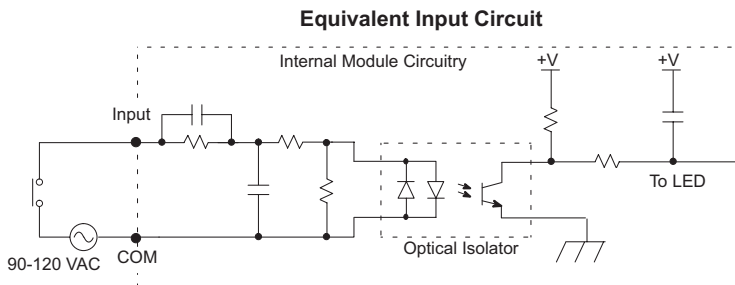 Equivalent Input Circuit
Internal Module Circuitry
+V
+V
Input
To LED
Optical Isolator
COM
90-120 VAC